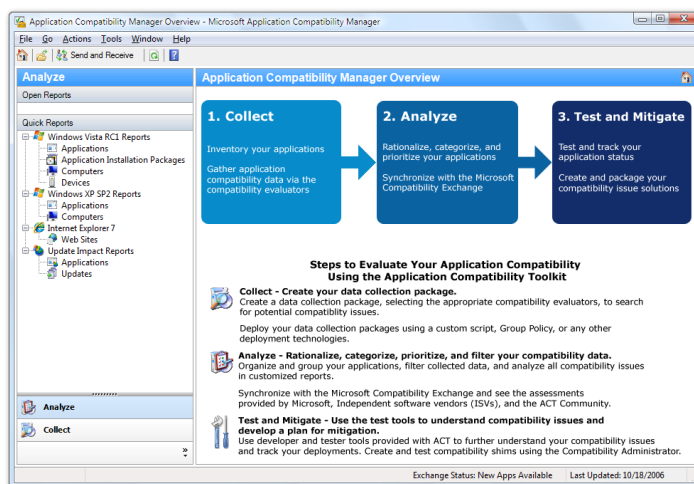 Application Compatibility Manager Overview - Microsoft Application Compatibility Manager
File Go Actions Tools Window Help
Send and Receive
Analyze
Open Reports
Quick Reports
Windows Vista RC1 Reports
Applications
Application Installation Packages
Computers
Devices
Windows XP SP2 Reports
Applications
Computers
Internet Explorer 7
Web Sites
Update Impact Reports
Applications
Updates
Analyze
Collect
Application Compatibility Manager Overview
1. Collect
Inventory your applications
Gather application
compatibility data via the
compatibility evaluators
2. Analyze
Rationalize, categorize, and
prioritize your applications
Synchronize with the Microsoft
Compatibility Exchange
3. Test and Mitigate
Test and track your
application status
Create and package your
compatibility issue solutions
Steps to Evaluate Your Application Compatibility
Using the Application Compatibility Toolkit
Collect - Create your data collection package.
Create a data collection package, selecting the appropriate compatibility evaluators, to search
for potential compatiblity issues.
Deploy your data collection packages using a custom script, Group Policy, or any other
deployment technologies.
Analyze - Rationalize, categorize, prioritize, and filter your compatibility data.
Organize and group your applications, filter collected data, and analyze all compatibility issues
in customized reports.
Synchronize with the Microsoft Compatibility Exchange and see the assessments
provided by Microsoft, Independent software vendors (ISVs), and the ACT Community.
Test and Mitigate - Use the test tools to understand compatibility issues and
develop a plan for mitigation.
Use developer and tester tools provided with ACT to further understand your compatibility issues
and track your deployments. Create and test compatibility shims using the Compatibility Administrator.
Exchange Status: New Apps Available Last Updated: 10/18/2006